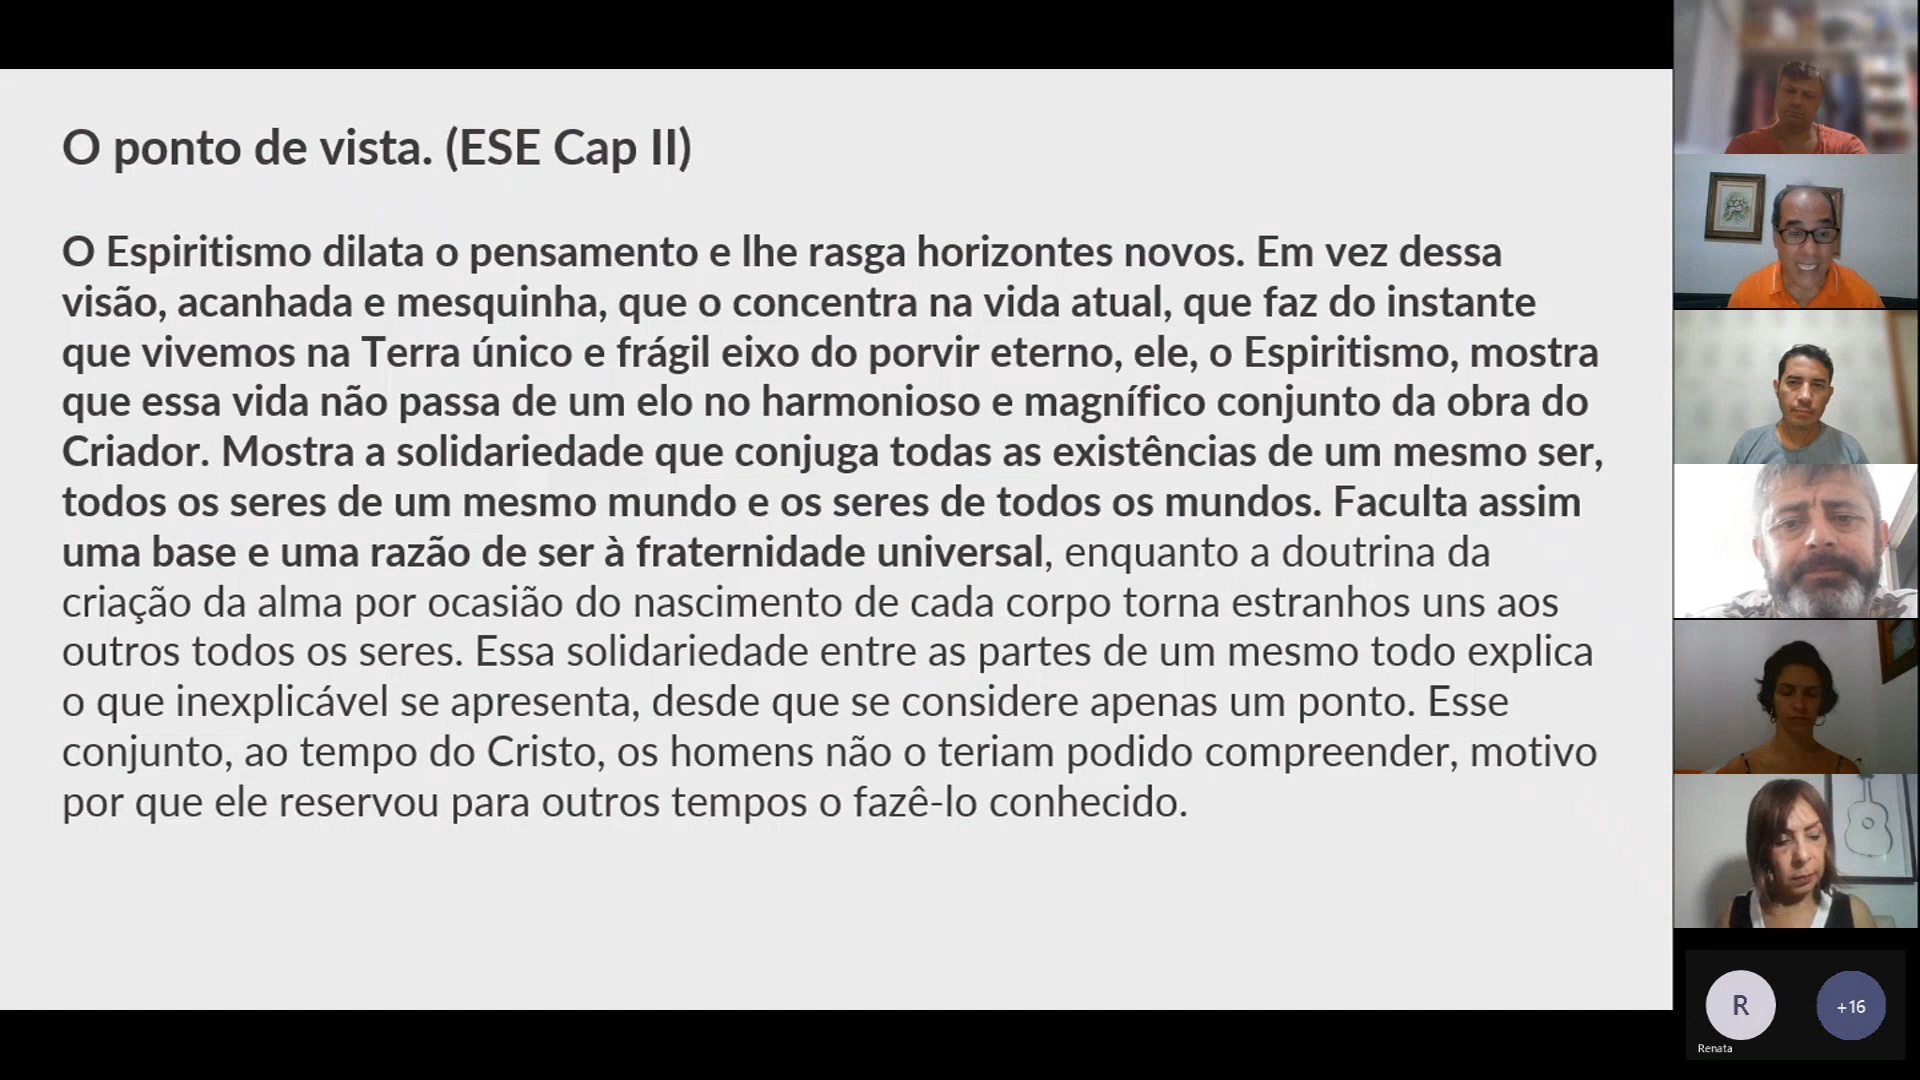 O ponto de vista. (ESE Cap II)
O Espiritismo dilata o pensamento e lhe rasga horizontes novos. Em vez dessa
visão, acanhada e mesquinha, que o concentra na vida atual, que faz do instante
que vivemos na Terra único e frágil eixo do porvir eterno, ele, o Espiritismo, mostra
que essa vida não passa de um elo no harmonioso e magnífico conjunto da obra do
Criador. Mostra a solidariedade que conjuga todas as existências de um mesmo ser,
todos os seres de um mesmo mundo e os seres de todos os mundos. Faculta assim
uma base e uma razão de ser à fraternidade universal, enquanto a doutrina da
criação da alma por ocasião do nascimento de cada corpo torna estranhos uns aos
outros todos os seres. Essa solidariedade entre as partes de um mesmo todo explica
o que inexplicável se apresenta, desde que se considere apenas um ponto. Esse
conjunto, ao tempo do Cristo, os homens não o teriam podido compreender, motivo
por que ele reservou para outros tempos o fazê-lo conhecido.
R
+16
Renata